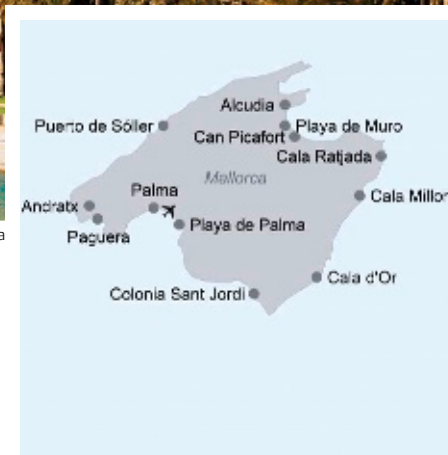 Alcudia
Puerto de Sóller
Playa de Muro
Can Picafort
Cala Ratjada
Mallorca
Palma
Cala Millor
Andratx
Playa de Palma
Paguera
a
Cala d'Or
Colonia Sant Jordi